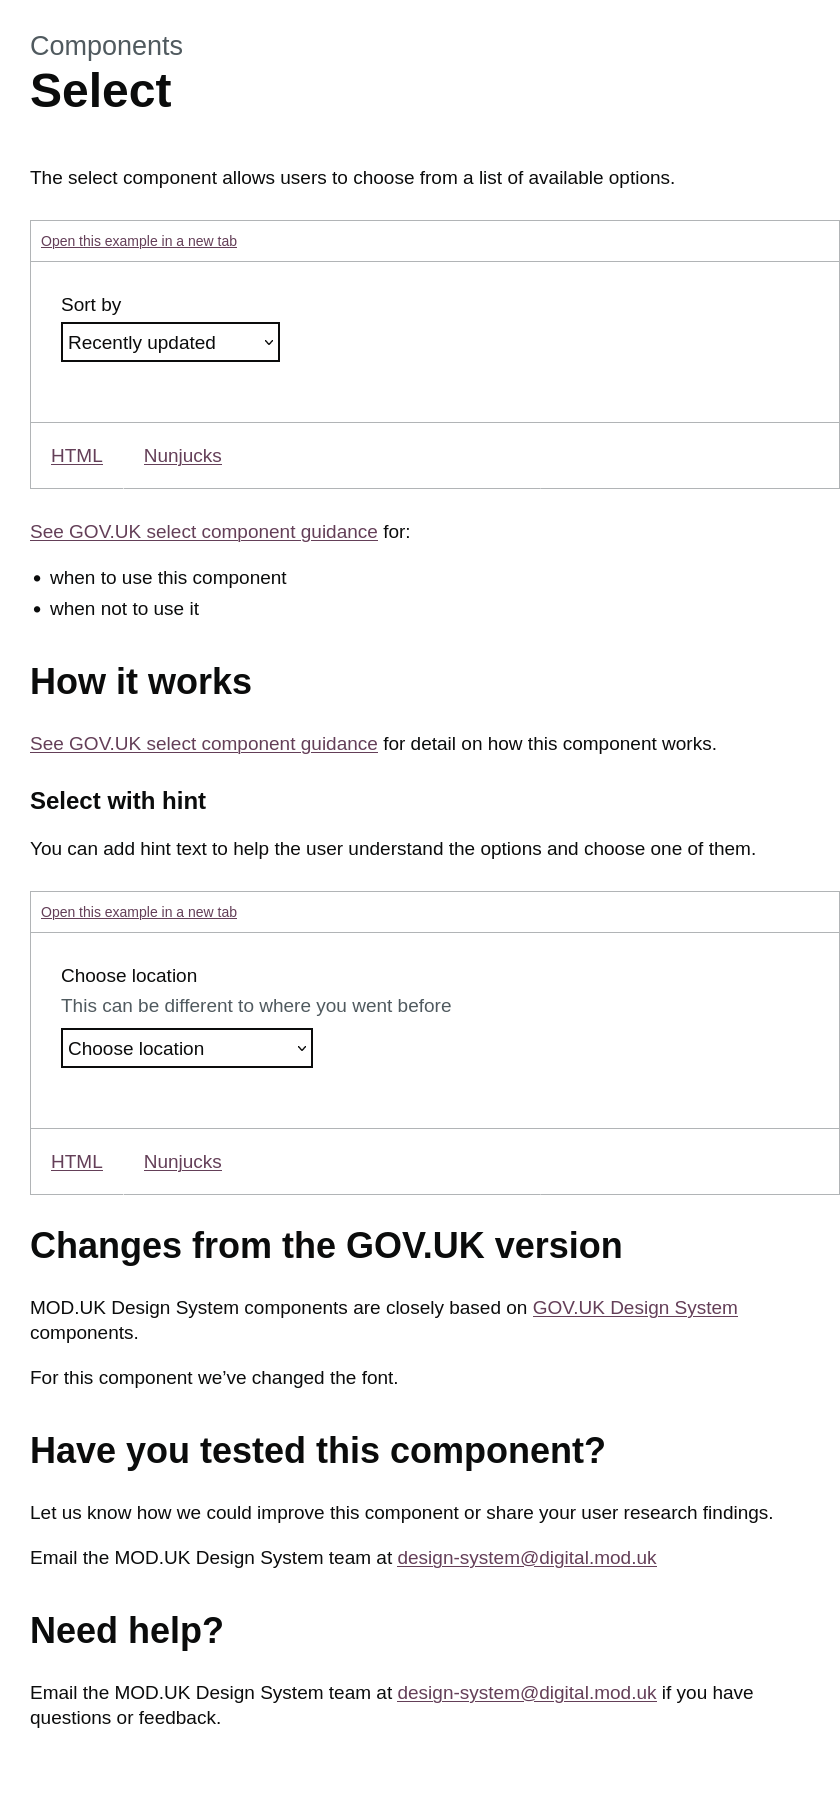 Components
Select
The select component allows users to choose from a list of available options.
Open this example in a new tab
Sort by
Recently updated
HTML Nunjucks
See GOV.UK select component guidance for:
• when to use this component
• when not to use it
How it works
See GOV.UK select component guidance for detail on how this component works.
Select with hint
You can add hint text to help the user understand the options and choose one of them.
Open this example in a new tab
Choose location
This can be different to where you went before
Choose location
HTML Nunjucks
Changes from the GOV.UK version
MOD.UK Design System components are closely based on GOV.UK Design System
components.
For this component we’ve changed the font.
Have you tested this component?
Let us know how we could improve this component or share your user research findings.
Email the MOD.UK Design System team at design-system@digital.mod.uk
Need help?
Email the MOD.UK Design System team at design-system@digital.mod.uk if you have
questions or feedback.